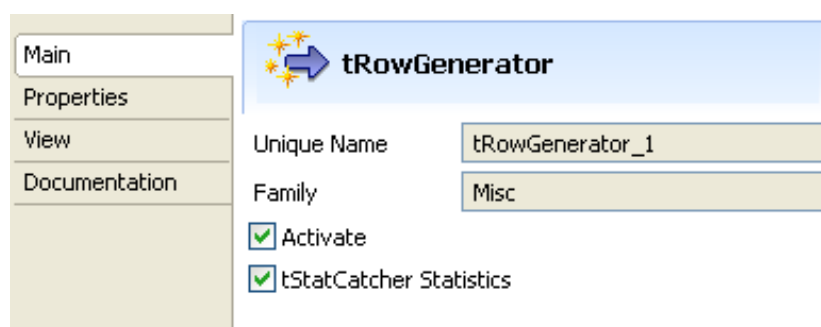 Main
Properties
View
Documentation
tRowGenerator
Unique Name tRowGenerator_1
Family Misc
Activate
tStatCatcher Statistics